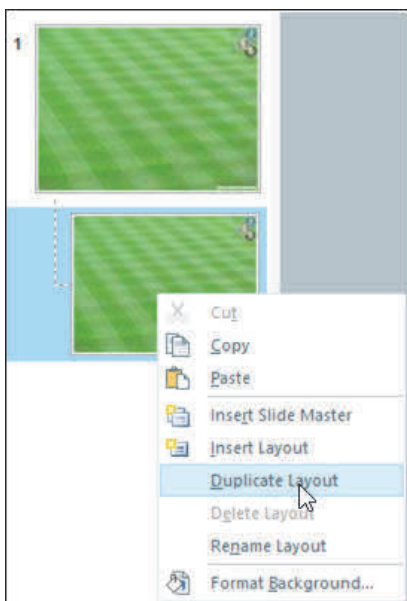 1
Cut
Copy
Paste
Insert Slide Master
Insert Layout
Duplicate Layout
Delete Layout
Rename Layout
Format Background...